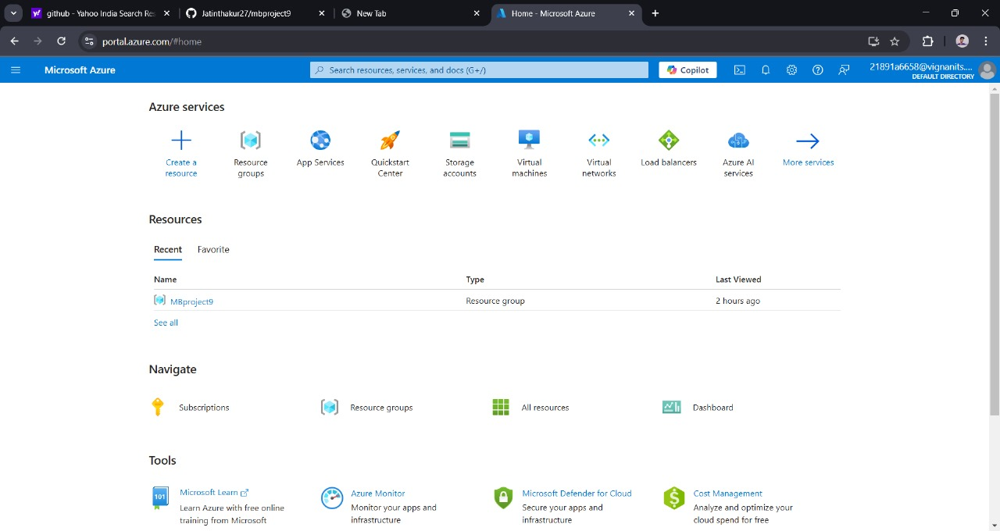 github - Yahoo India Search Res
Jatinthakur27/mbproject9
New Tab
Home - Microsoft Azure
portal.azure.com/#home
Microsoft Azure
Search resources, services, and docs (G+/)
Copilot
21891a6658@vignanits....
DEFAULT DIRECTORY
Azure services
Create a
resource
Resource
groups
App Services
Quickstart
Center
Storage
accounts
Virtual
machines
Virtual
networks
Load balancers
Azure AI
services
More services
Resources
Recent
Favorite
Name
Type
Last Viewed
MBproject9
Resource group
2 hours ago
See all
Navigate
Subscriptions
Resource groups
All resources
Dashboard
Tools
101
Microsoft Learn
Learn Azure with free online
training from Microsoft
Azure Monitor
Monitor your apps and
infrastructure
Microsoft Defender for Cloud
Secure your apps and
infrastructure
Cost Management
Analyze and optimize your
cloud spend for free